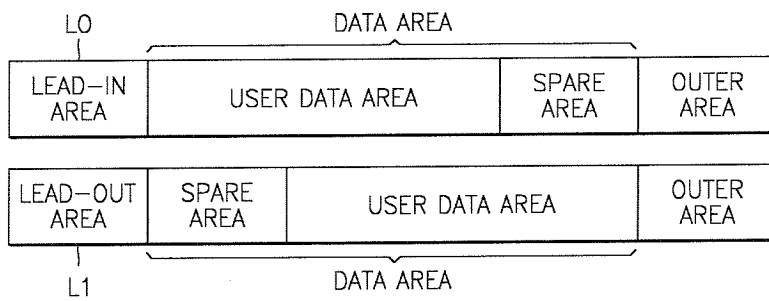 L0
DATA AREA
LEAD-IN
AREA
USER DATA AREA
SPARE
AREA
OUTER
AREA
LEAD-OUT
AREA
SPARE
AREA
USER DATA AREA
OUTER
AREA
L1
DATA AREA